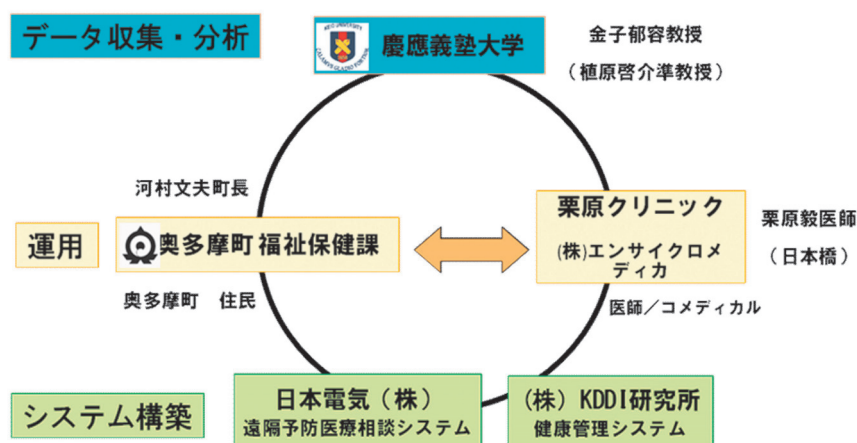 データ収集・分析
慶應義塾大学
金子郁容教授
（植原啓介準教授）
河村文夫町長
運用
奥多摩町 福祉保健課
奥多摩町 住民
栗原クリニック
(株)エンサイクロメ
ディカ
栗原毅医師
（日本橋）
医師／コメディカル
システム構築
日本電気（株）
遠隔予防医療相談システム
（株）KDDI研究所
健康管理システム